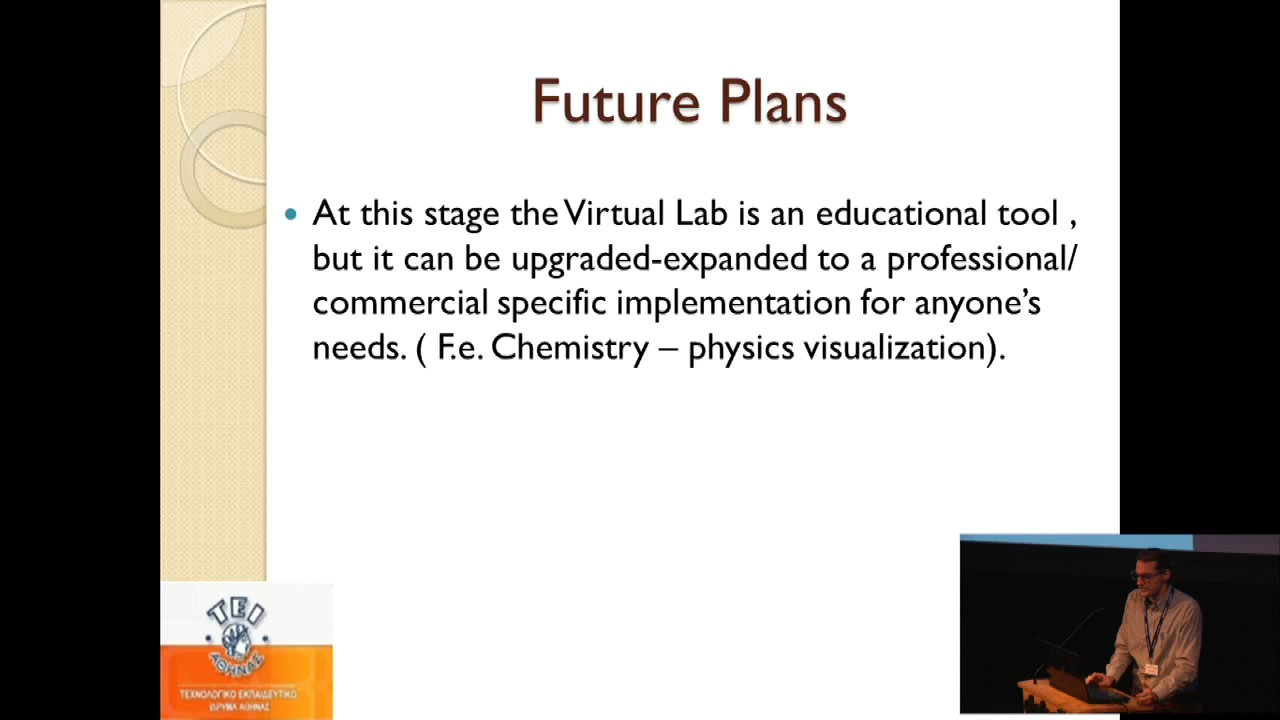 Future Plans
At this stage the Virtual Lab is an educational tool ,
but it can be upgraded-expanded to a professional/
commercial specific implementation for anyone’s
needs. ( F.e. Chemistry – physics visualization).
ΤΕΙ
ΑΘΗΝΑΣ
ΤΕΧΝΟΛΟΓΙΚΟ ΕΚΠΑΙΔΕΥΤΙΚΟ
ΙΔΡΥΜΑ ΑΘΗΝΑΣ